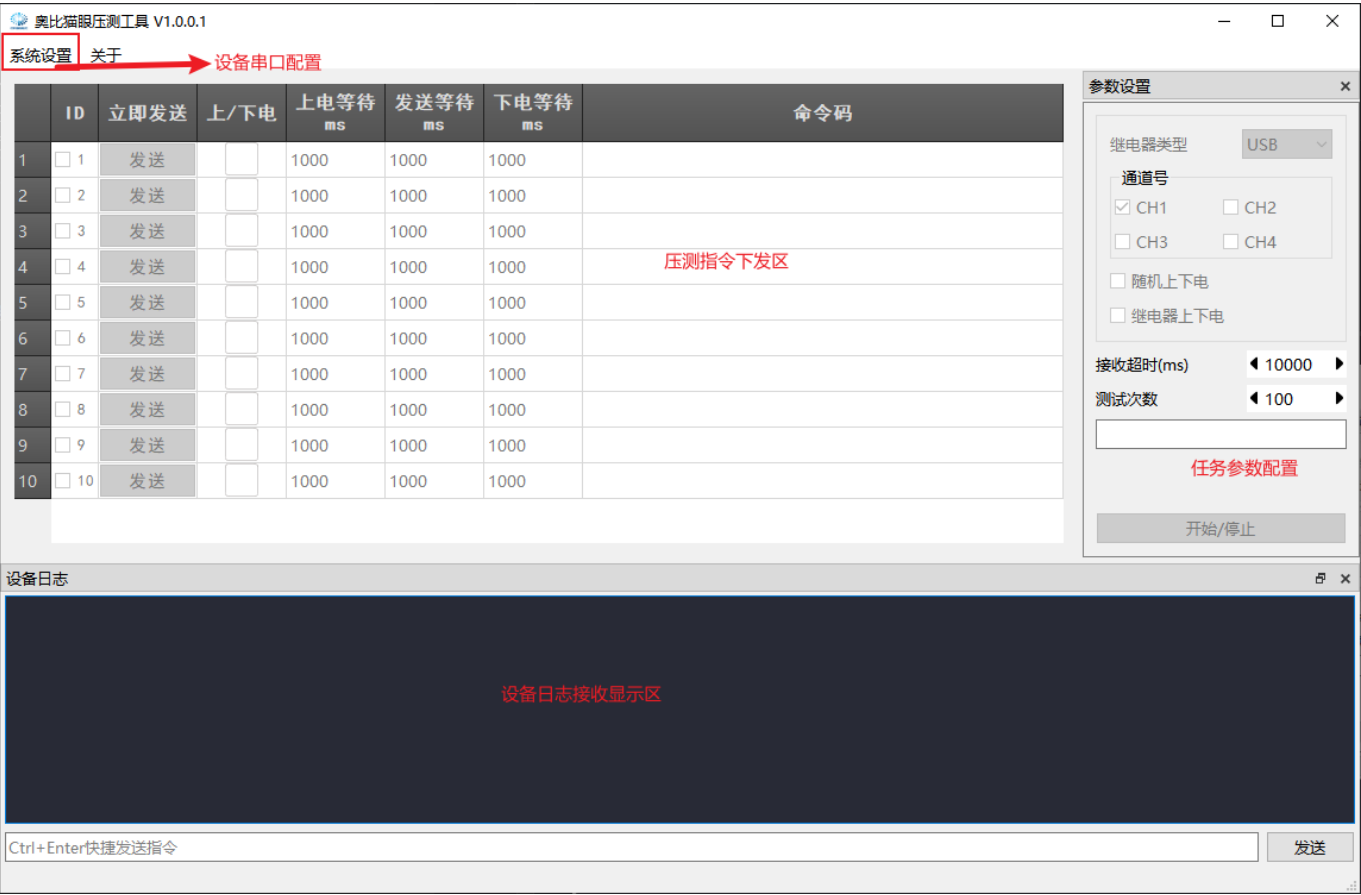 奥比猫眼压测工具 V1.0.0.1
系统设置 关于
设备串口配置
ID 立即发送 上/下电 上电等待 ms 发送等待 ms 下电等待 ms 命令码
1 1 发送 1000 1000 1000
2 2 发送 1000 1000 1000
3 3 发送 1000 1000 1000
4 4 发送 1000 1000 1000
5 5 发送 1000 1000 1000
6 6 发送 1000 1000 1000
7 7 发送 1000 1000 1000
8 8 发送 1000 1000 1000
9 9 发送 1000 1000 1000
10 10 发送 1000 1000 1000
压测指令下发区
参数设置
继电器类型 USB
通道号
CH1 CH2
CH3 CH4
随机上下电
继电器上下电
接收超时(ms) 10000
测试次数 100
任务参数配置
开始/停止
设备日志
设备日志接收显示区
Ctrl+Enter快捷发送指令 发送